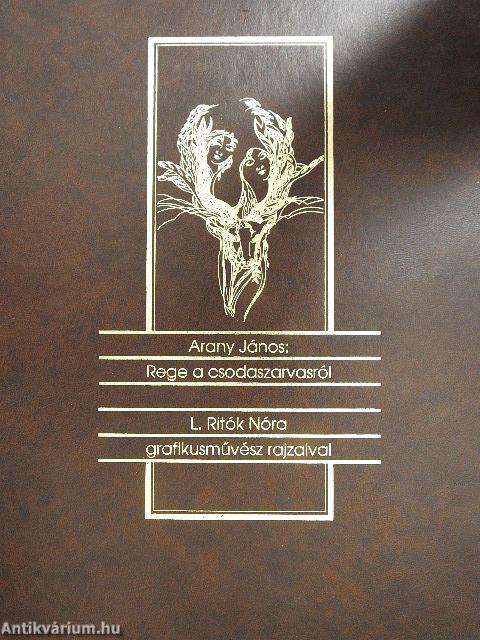 Arany János:
Rege a csodaszarvasról
L. Ritók Nóra
grafikusművész rajzaival
Antikvárium.hu